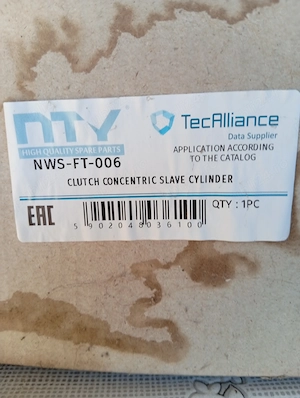 NTY
HIGH QUALITY SPARE PARTS
NWS-FT-006
TecAlliance
Data Supplier
APPLICATION ACCORDING
TO THE CATALOG
CLUTCH CONCENTRIC SLAVE CYLINDER
EAC
5 902048 036100
QTY : 1PC